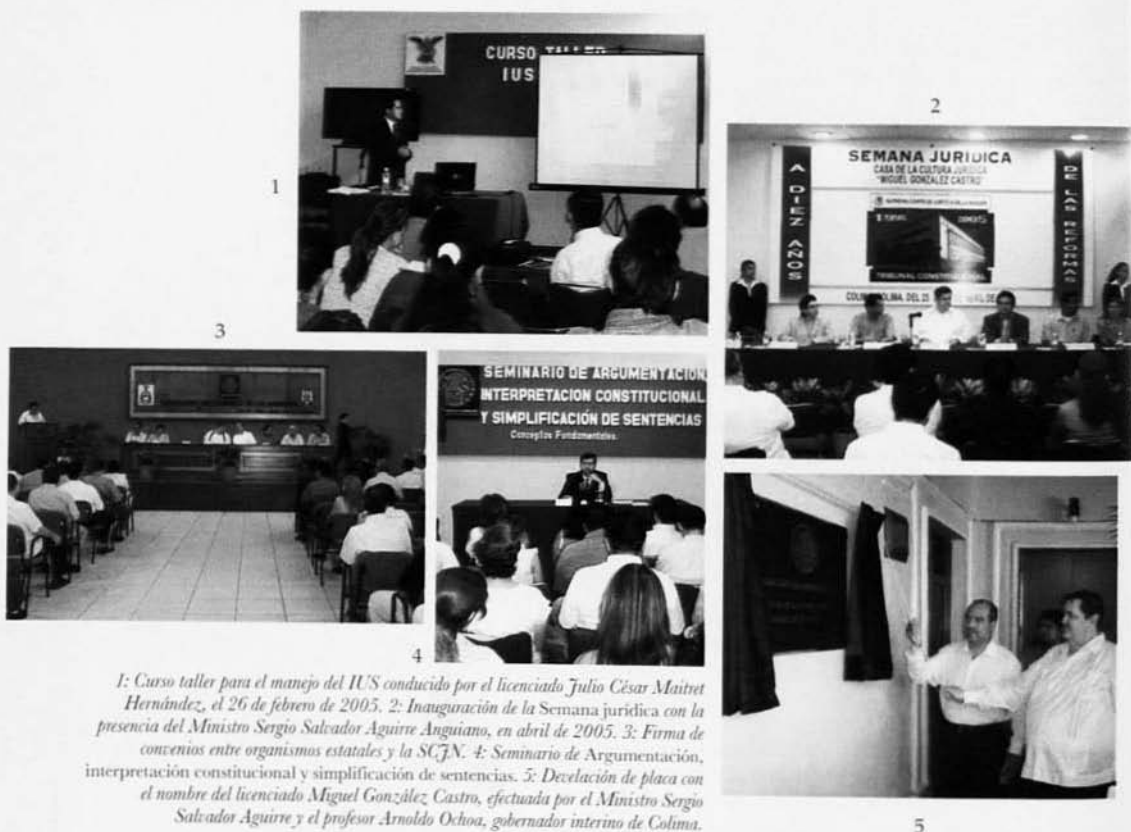 CURSO TALLER
IUS
1
2
SEMANA JURÍDICA
CASA DE LA CULTURA JURÍDICA
"MIGUEL GONZALEZ CASTRO"
A DIEZ AÑOS
DE LAS REFORMAS
TRIBUNAL CONSTITUCIONAL
3
SEMINARIO DE ARGUMENTACION
INTERPRETACION CONSTITUCIONAL
Y SIMPLIFICACIÓN DE SENTENCIAS
Conceptos Fundamentales.
4
1: Curso taller para el manejo del IUS conducido por el licenciado Julio César Maitret
Hernández, el 26 de febrero de 2005. 2: Inauguración de la Semana jurídica con la
presencia del Ministro Sergio Salvador Aguirre Anguiano, en abril de 2005. 3: Firma de
convenios entre organismos estatales y la SCJN. 4: Seminario de Argumentación,
interpretación constitucional y simplificación de sentencias. 5: Develación de placa con
el nombre del licenciado Miguel González Castro, efectuada por el Ministro Sergio
Salvador Aguirre y el profesor Arnoldo Ochoa, gobernador interino de Colima.
5